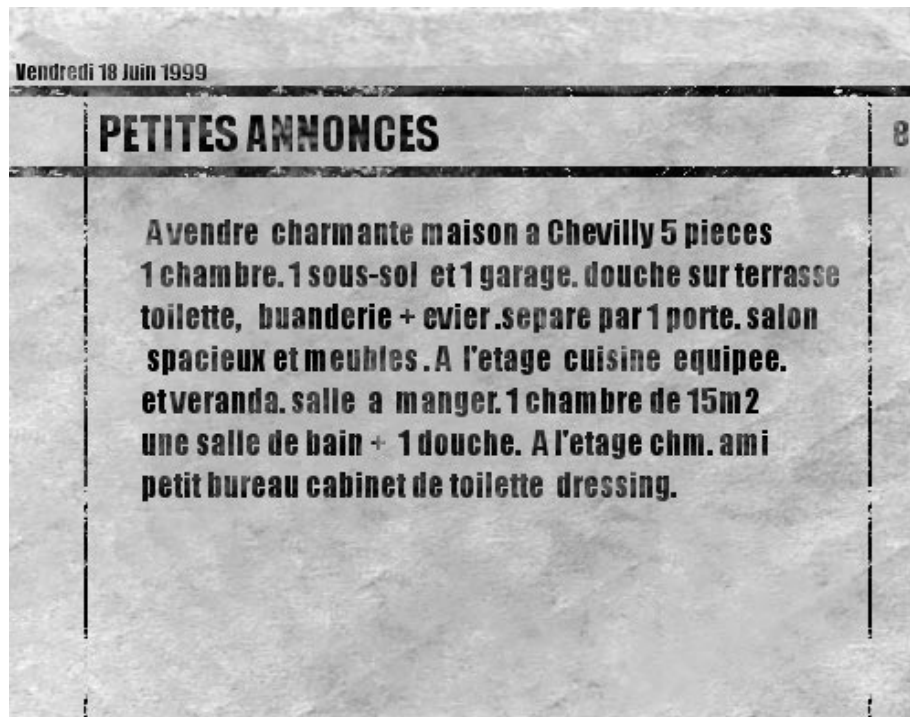 Vendredi 18 Juin 1999
PETITES ANNONCES
A vendre charmante maison a Chevilly 5 pieces
1 chambre. 1 sous-sol et 1 garage. douche sur terrasse
toilette, buanderie + evier .separe par 1 porte. salon
spacieux et meubles . A l'etage cuisine equipee.
et veranda. salle a manger. 1 chambre de 15m2
une salle de bain + 1 douche. A l'etage chm. ami
petit bureau cabinet de toilette dressing.